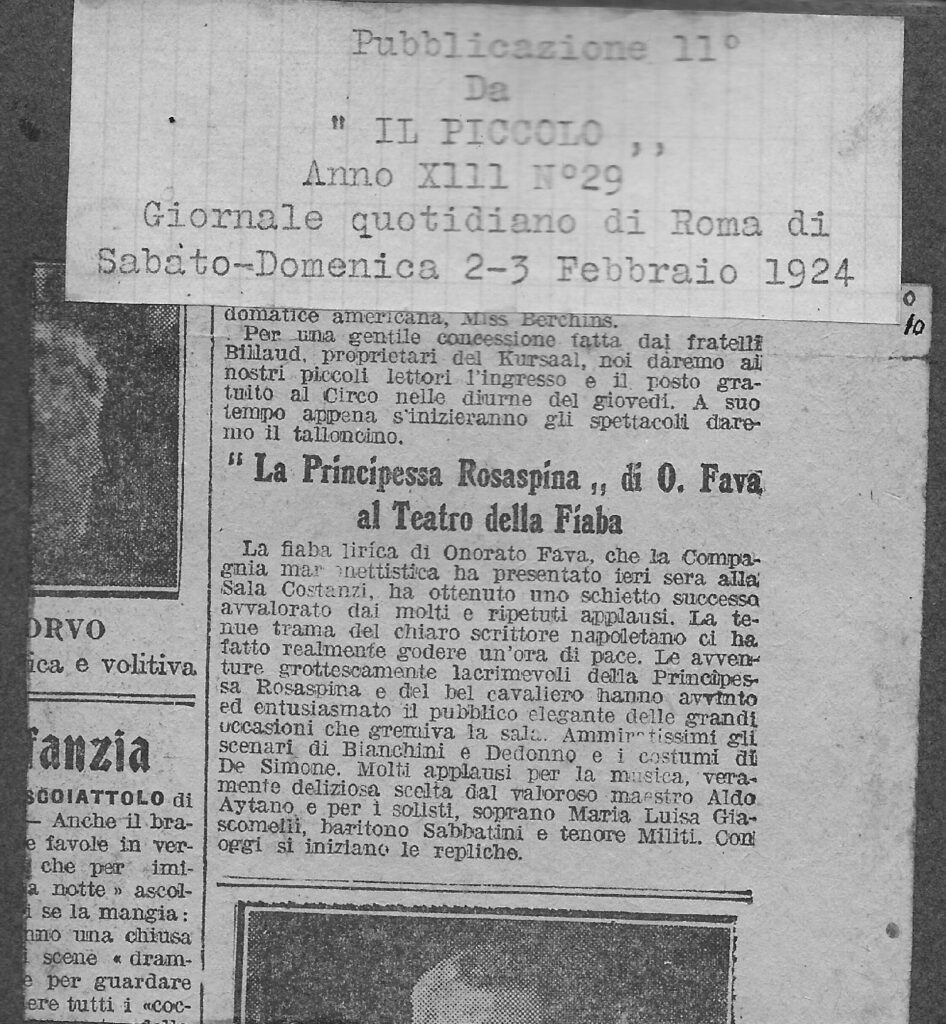 Pubblicazione 11°
Da
" IL PICCOLO ,,
Anno X111 N°29
Giornale quotidiano di Roma di
Sabato-Domenica 2-3 Febbraio 1924
o
10
domatice americana, Miss Berchins.
Per una gentile concessione fatta dai fratelli
Billaud, proprietari del Kursaal, noi daremo ai
nostri piccoli lettori l'ingresso e il posto gra-
tuito al Circo nelle diurne del giovedì. A suo
tempo appena s'inizieranno gli spettacoli dare-
mo il talloncino.
“ La Principessa Rosaspina „ di O. Fava
al Teatro della Fiaba
La fiaba lirica di Onorato Fava, che la Compa-
gnia mar nettistica ha presentato ieri sera alla
Sala Costanzi, ha ottenuto uno schietto successo
avvalorato dai molti e ripetuti applausi. La te-
nue trama del chiaro scrittore napoletano ci ha
fatto realmente godere un'ora di pace. Le avven-
ture grottescamente lacrimevoli della Principes-
sa Rosaspina e del bel cavaliero hanno avvinto
ed entusiasmato il pubblico elegante delle grandi
occasioni che gremiva la sala. Ammiratissimi gli
scenari di Bianchini e Dedonno e i costumi di
De Simone. Molti applausi per la musica, vera-
mente deliziosa scelta dal valoroso maestro Aldo
Aytano e per i solisti, soprano Maria Luisa Gia-
scomelli, baritono Sabbatini e tenore Militi. Con
oggi si iniziano le repliche.
ORVO
ica e volitiva
fanzia
SCOIATTOLO di
— Anche il bra-
e favole in ver-
che per imi-
a notte » ascol-
i se la mangia:
nno una chiusa
i scene « dram-
e per guardare
ere tutti i «coc-